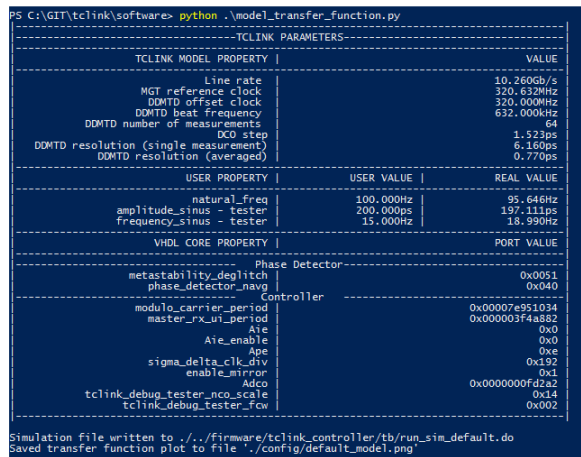 PS C:\GIT\tclink\software> python .\model_transfer_function.py
|-----------------------------------------------------------------------|
|-----------------------------TCLINK PARAMETERS-----------------------------|
TCLINK MODEL PROPERTY | VALUE |
Line rate | 10.260Gb/s |
MGT reference clock | 320.632MHz |
DDMTD offset clock | 320.000MHz |
DDMTD beat frequency | 632.000kHz |
DDMTD number of measurements | 64 |
DCO step | 1.523ps |
DDMTD resolution (single measurement) | 6.160ps |
DDMTD resolution (averaged) | 0.770ps |
USER PROPERTY | USER VALUE | REAL VALUE |
natural_freq | 100.000Hz | 95.646Hz |
amplitude_sinus - tester | 200.000ps | 197.111ps |
frequency_sinus - tester | 15.000Hz | 18.990Hz |
VHDL CORE PROPERTY | PORT VALUE |
Phase Detector
metastability_deglitch | 0x0051 |
phase_detector_navg | 0x040 |
Controller
modulo_carrier_period | 0x00007e951034 |
master_rx_ui_period | 0x000003f4a882 |
Aie | 0x0 |
Aie_enable | 0x0 |
Ape | 0xe |
sigma_delta_clk_div | 0x192 |
enable_mirror | 0x1 |
Adco | 0x0000000fd2a2 |
tclink_debug_tester_nco_scale | 0x14 |
tclink_debug_tester_fcw | 0x002 |
Simulation file written to ./../firmware/tclink_controller/tb/run_sim_default.do
Saved transfer function plot to file './config/default_model.png'